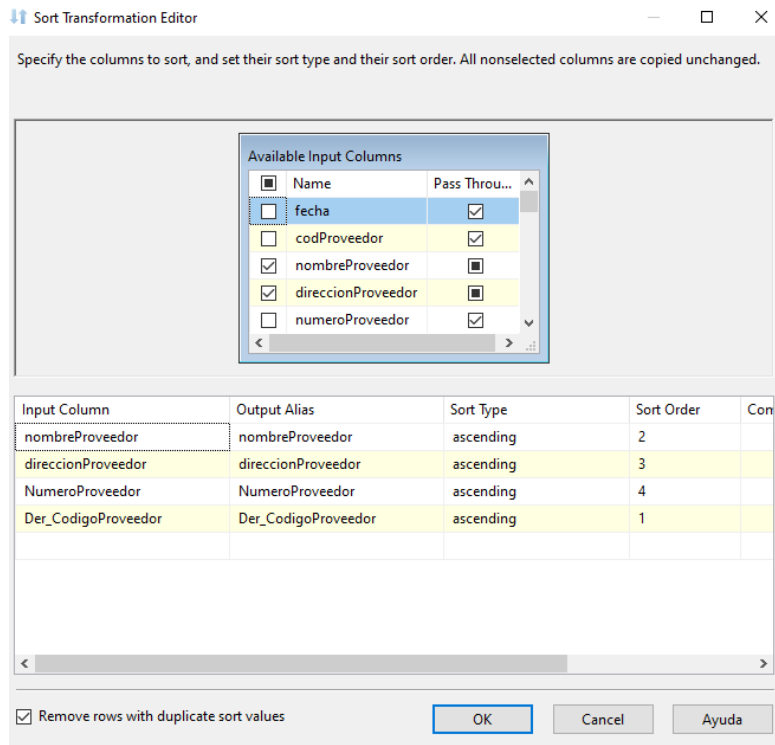 Sort Transformation Editor
Specify the columns to sort, and set their sort type and their sort order. All nonselected columns are copied unchanged.
Available Input Columns
Name Pass Throu...
fecha
codProveedor
nombreProveedor
direccionProveedor
numeroProveedor
Input Column Output Alias Sort Type Sort Order Com
nombreProveedor nombreProveedor ascending 2
direccionProveedor direccionProveedor ascending 3
NumeroProveedor NumeroProveedor ascending 4
Der_CodigoProveedor Der_CodigoProveedor ascending 1
Remove rows with duplicate sort values OK Cancel Ayuda